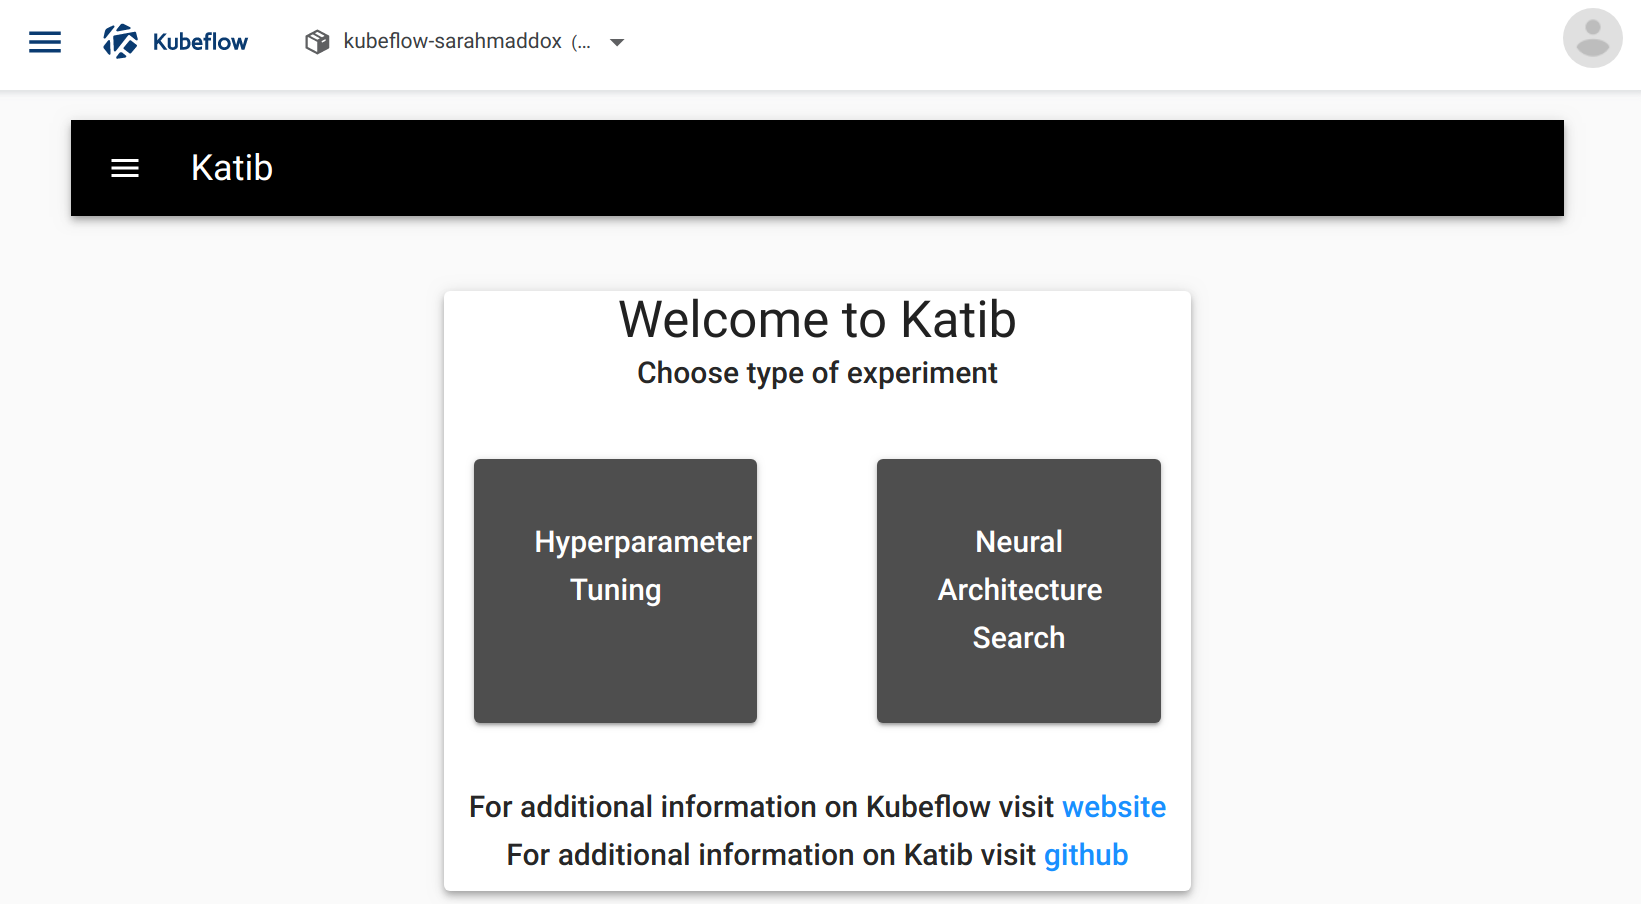 Kubeflow
kubeflow-sarahmaddox (...
Katib
Welcome to Katib
Choose type of experiment
Hyperparameter
Tuning
Neural
Architecture
Search
For additional information on Kubeflow visit website
For additional information on Katib visit github